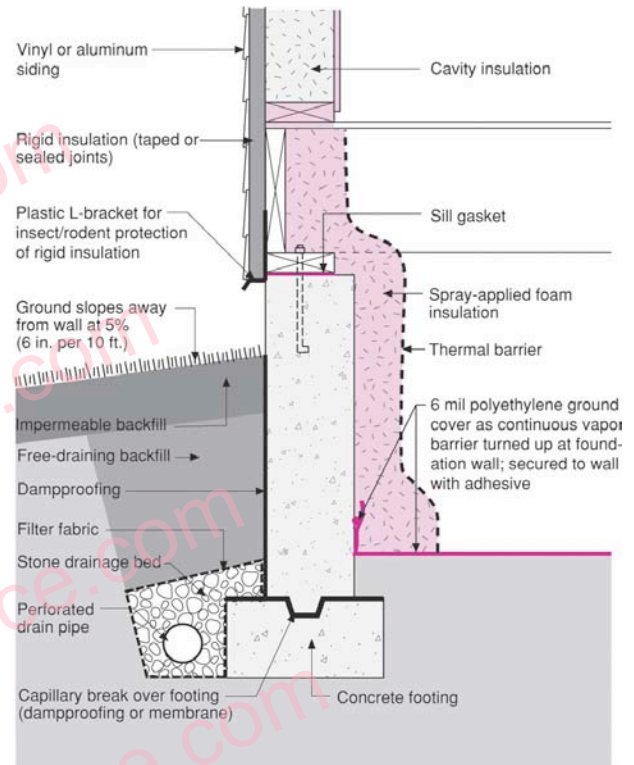 Vinyl or aluminum
siding
Cavity insulation
Rigid insulation (taped or
sealed joints)
Plastic L-bracket for
insect/rodent protection
of rigid insulation
Sill gasket
Ground slopes away
from wall at 5%
(6 in. per 10 ft.)
Spray-applied foam
insulation
Thermal barrier
6 mil polyethylene ground
cover as continuous vapor
barrier turned up at found-
ation wall; secured to wall
with adhesive
Impermeable backfill
Free-draining backfill
Dampproofing
Filter fabric
Stone drainage bed
Perforated
drain pipe
Capillary break over footing
(dampproofing or membrane)
Concrete footing